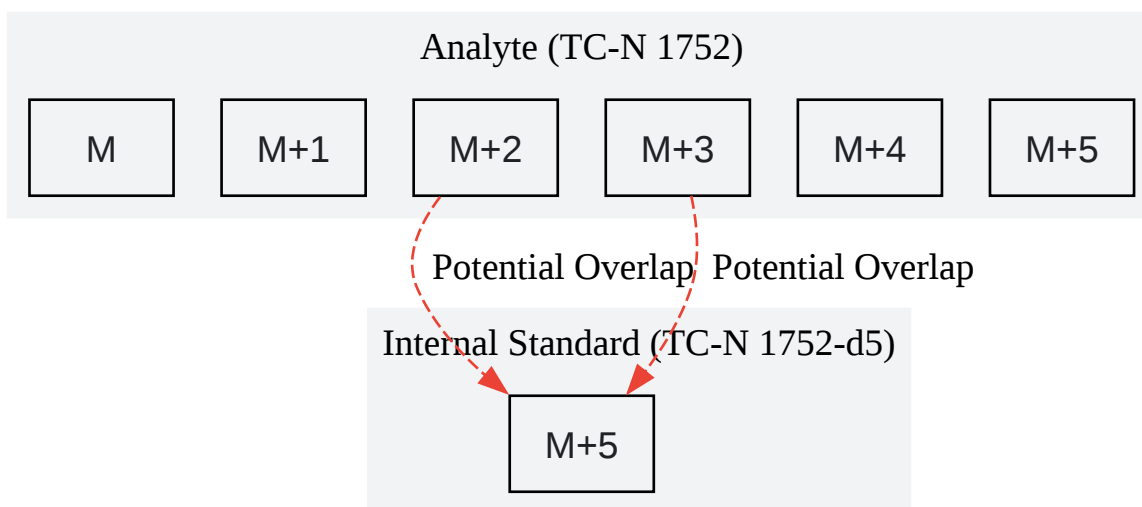 Analyte (TC-N 1752)
M
M+1
M+2
M+3
M+4
M+5
Potential Overlap
Potential Overlap
Internal Standard (TC-N 1752-d5)
M+5